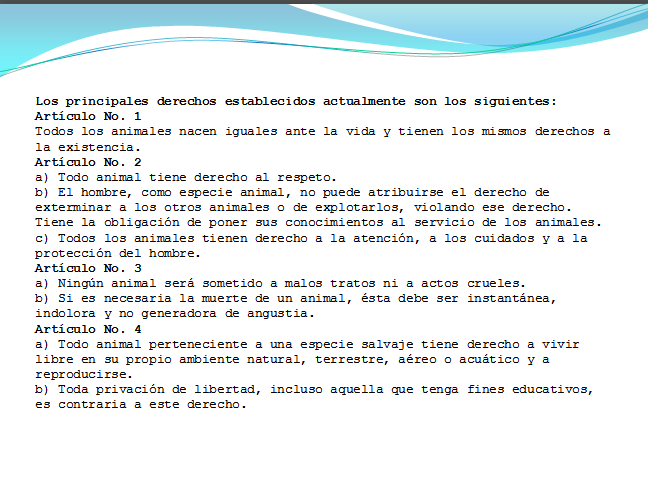 Los principales derechos establecidos actualmente son los siguientes:
Artículo No. 1
Todos los animales nacen iguales ante la vida y tienen los mismos derechos a
la existencia.
Artículo No. 2
a) Todo animal tiene derecho al respeto.
b) El hombre, como especie animal, no puede atribuirse el derecho de
exterminar a los otros animales o de explotarlos, violando ese derecho.
Tiene la obligación de poner sus conocimientos al servicio de los animales.
c) Todos los animales tienen derecho a la atención, a los cuidados y a la
protección del hombre.
Artículo No. 3
a) Ningún animal será sometido a malos tratos ni a actos crueles.
b) Si es necesaria la muerte de un animal, ésta debe ser instantánea,
indolora y no generadora de angustia.
Artículo No. 4
a) Todo animal perteneciente a una especie salvaje tiene derecho a vivir
libre en su propio ambiente natural, terrestre, aéreo o acuático y a
reproducirse.
b) Toda privación de libertad, incluso aquella que tenga fines educativos,
es contraria a este derecho.